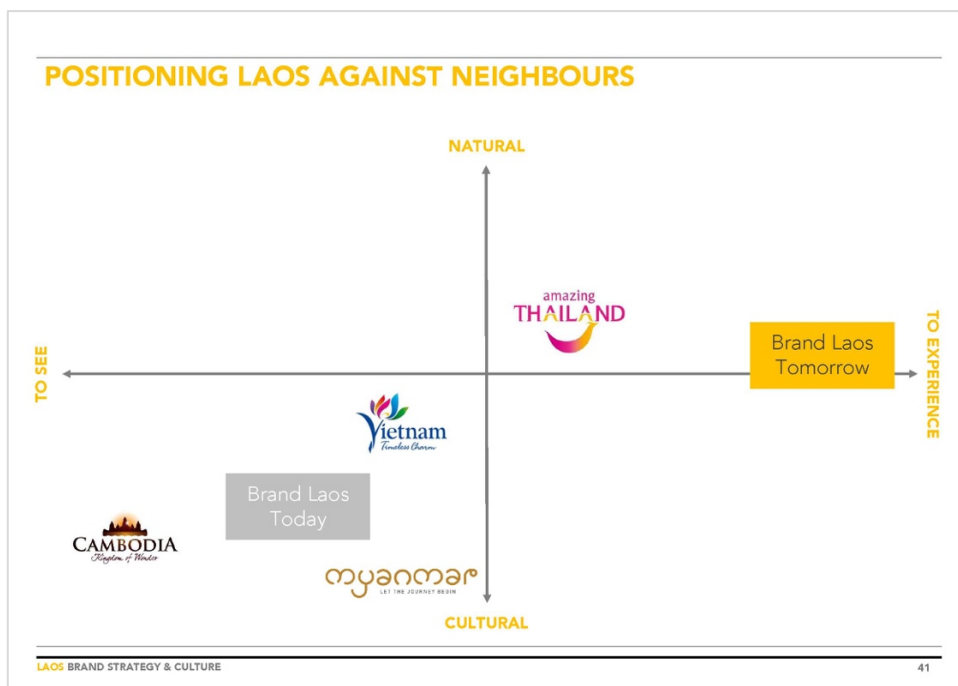 POSITIONING LAOS AGAINST NEIGHBOURS
NATURAL
amazing
THAILAND
TO SEE
Brand Laos
Tomorrow
TO EXPERIENCE
Vietnam
Timeless Charm
Brand Laos
Today
CAMBODIA
Kingdom of Wonder
myanmar
LET THE JOURNEY BEGIN
CULTURAL
LAOS BRAND STRATEGY & CULTURE
41